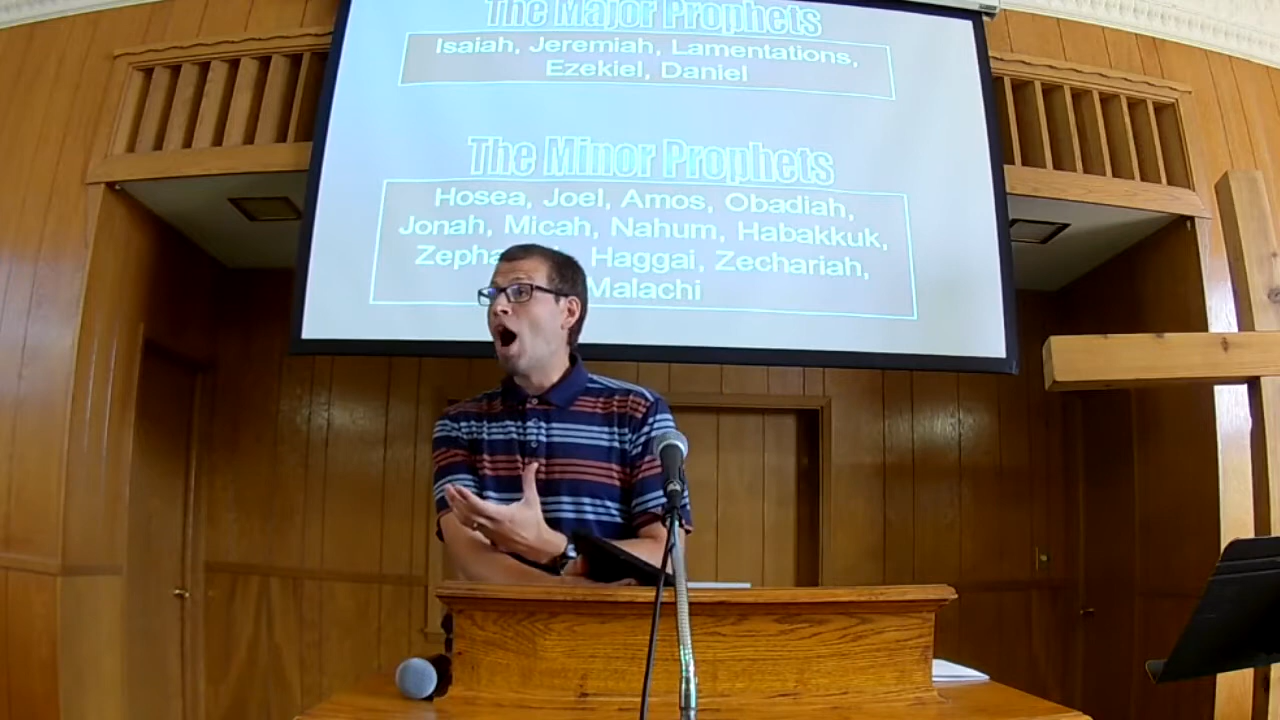 The Major Prophets
Isaiah, Jeremiah, Lamentations,
Ezekiel, Daniel
The Minor Prophets
Hosea, Joel, Amos, Obadiah,
Jonah, Micah, Nahum, Habakkuk,
Haggai, Zechariah,
Malachi